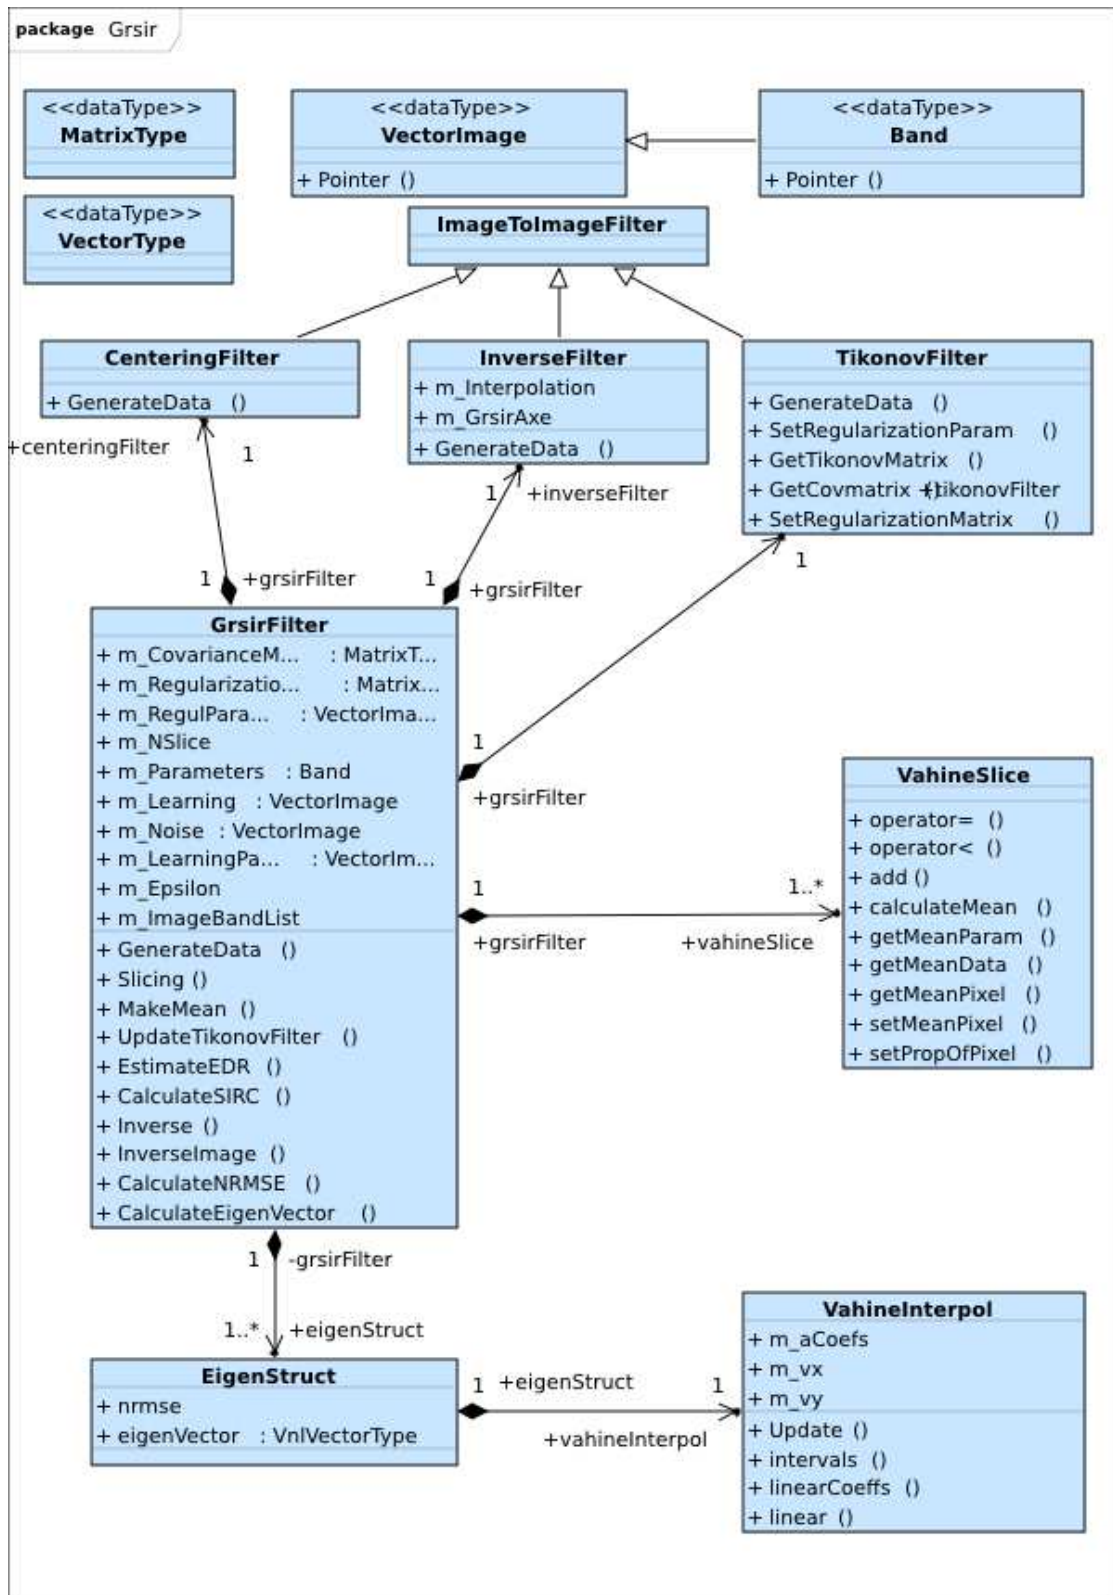 package Grsir
<<dataType>>
MatrixType
<<dataType>>
VectorImage
+ Pointer ()
<<dataType>>
Band
+ Pointer ()
<<dataType>>
VectorType
ImageToImageFilter
CenteringFilter
+ GenerateData ()
InverseFilter
+ m_Interpolation
+ m_GrsirAxe
+ GenerateData ()
TikonovFilter
+ GenerateData ()
+ SetRegularizationParam ()
+ GetTikonovMatrix ()
+ GetCovmatrix ()
+tikonovFilter
+ SetRegularizationMatrix ()
+centeringFilter
1
1 +inverseFilter
1
1 +grsirFilter
1 +grsirFilter
GrsirFilter
+ m_CovarianceM... : MatrixT...
+ m_Regularizatio... : Matrix...
+ m_RegulPara... : VectorIma...
+ m_NSlice
+ m_Parameters : Band
+ m_Learning : VectorImage
+ m_Noise : VectorImage
+ m_LearningPa... : VectorIm...
+ m_Epsilon
+ m_ImageBandList
+ GenerateData ()
+ Slicing ()
+ MakeMean ()
+ UpdateTikonovFilter ()
+ EstimateEDR ()
+ CalculateSIRC ()
+ Inverse ()
+ InverseImage ()
+ CalculateNRMSE ()
+ CalculateEigenVector ()
1
+grsirFilter
1
+grsirFilter
1..*
+vahineSlice
VahineSlice
+ operator= ()
+ operator< ()
+ add ()
+ calculateMean ()
+ getMeanParam ()
+ getMeanData ()
+ getMeanPixel ()
+ setMeanPixel ()
+ setPropOfPixel ()
1 -grsirFilter
1..* +eigenStruct
EigenStruct
+ nrmse
+ eigenVector : VnlVectorType
1 +eigenStruct
1
+vahineInterpol
VahineInterpol
+ m_aCoefs
+ m_vx
+ m_vy
+ Update ()
+ intervals ()
+ linearCoeffs ()
+ linear ()